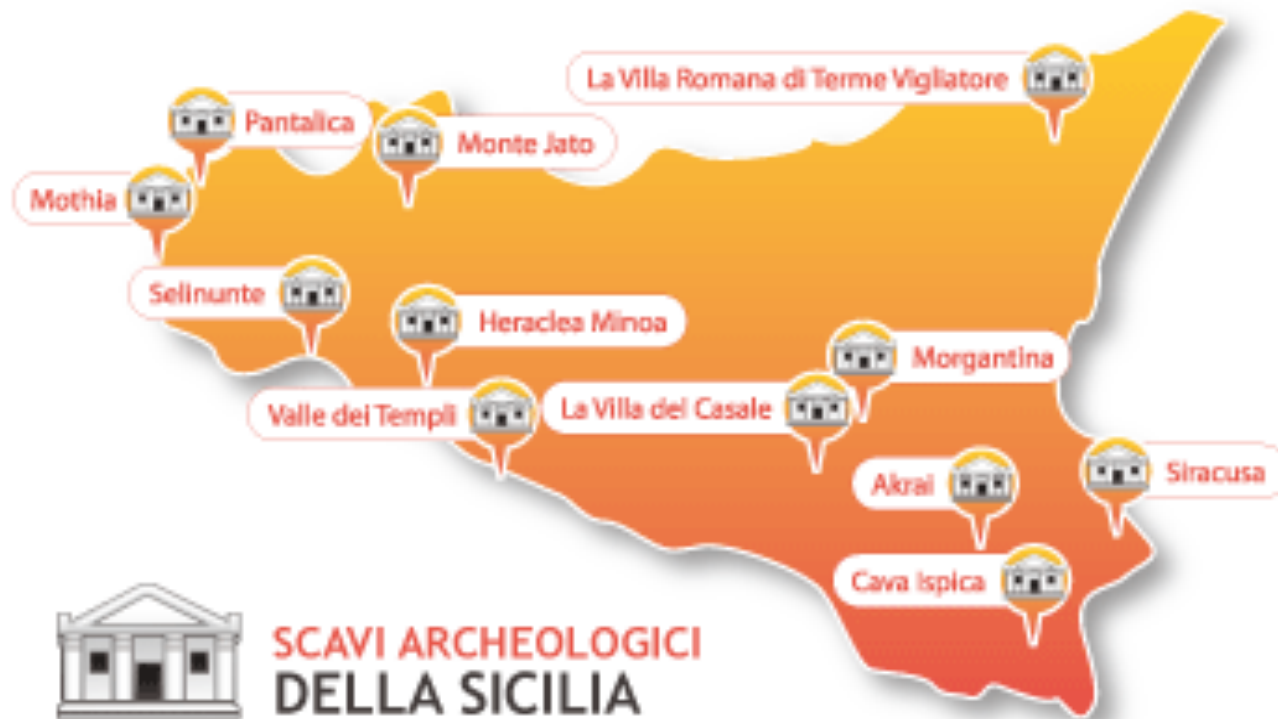 La Villa Romana di Terme Vigliatore
Pantalica
Monte Jato
Mothia
Selinunte
Heraclea Minoa
Morgantina
Valle dei Templi
La Villa del Casale
Siracusa
Akrai
Cava Ispica
SCAVI ARCHEOLOGICI
DELLA SICILIA